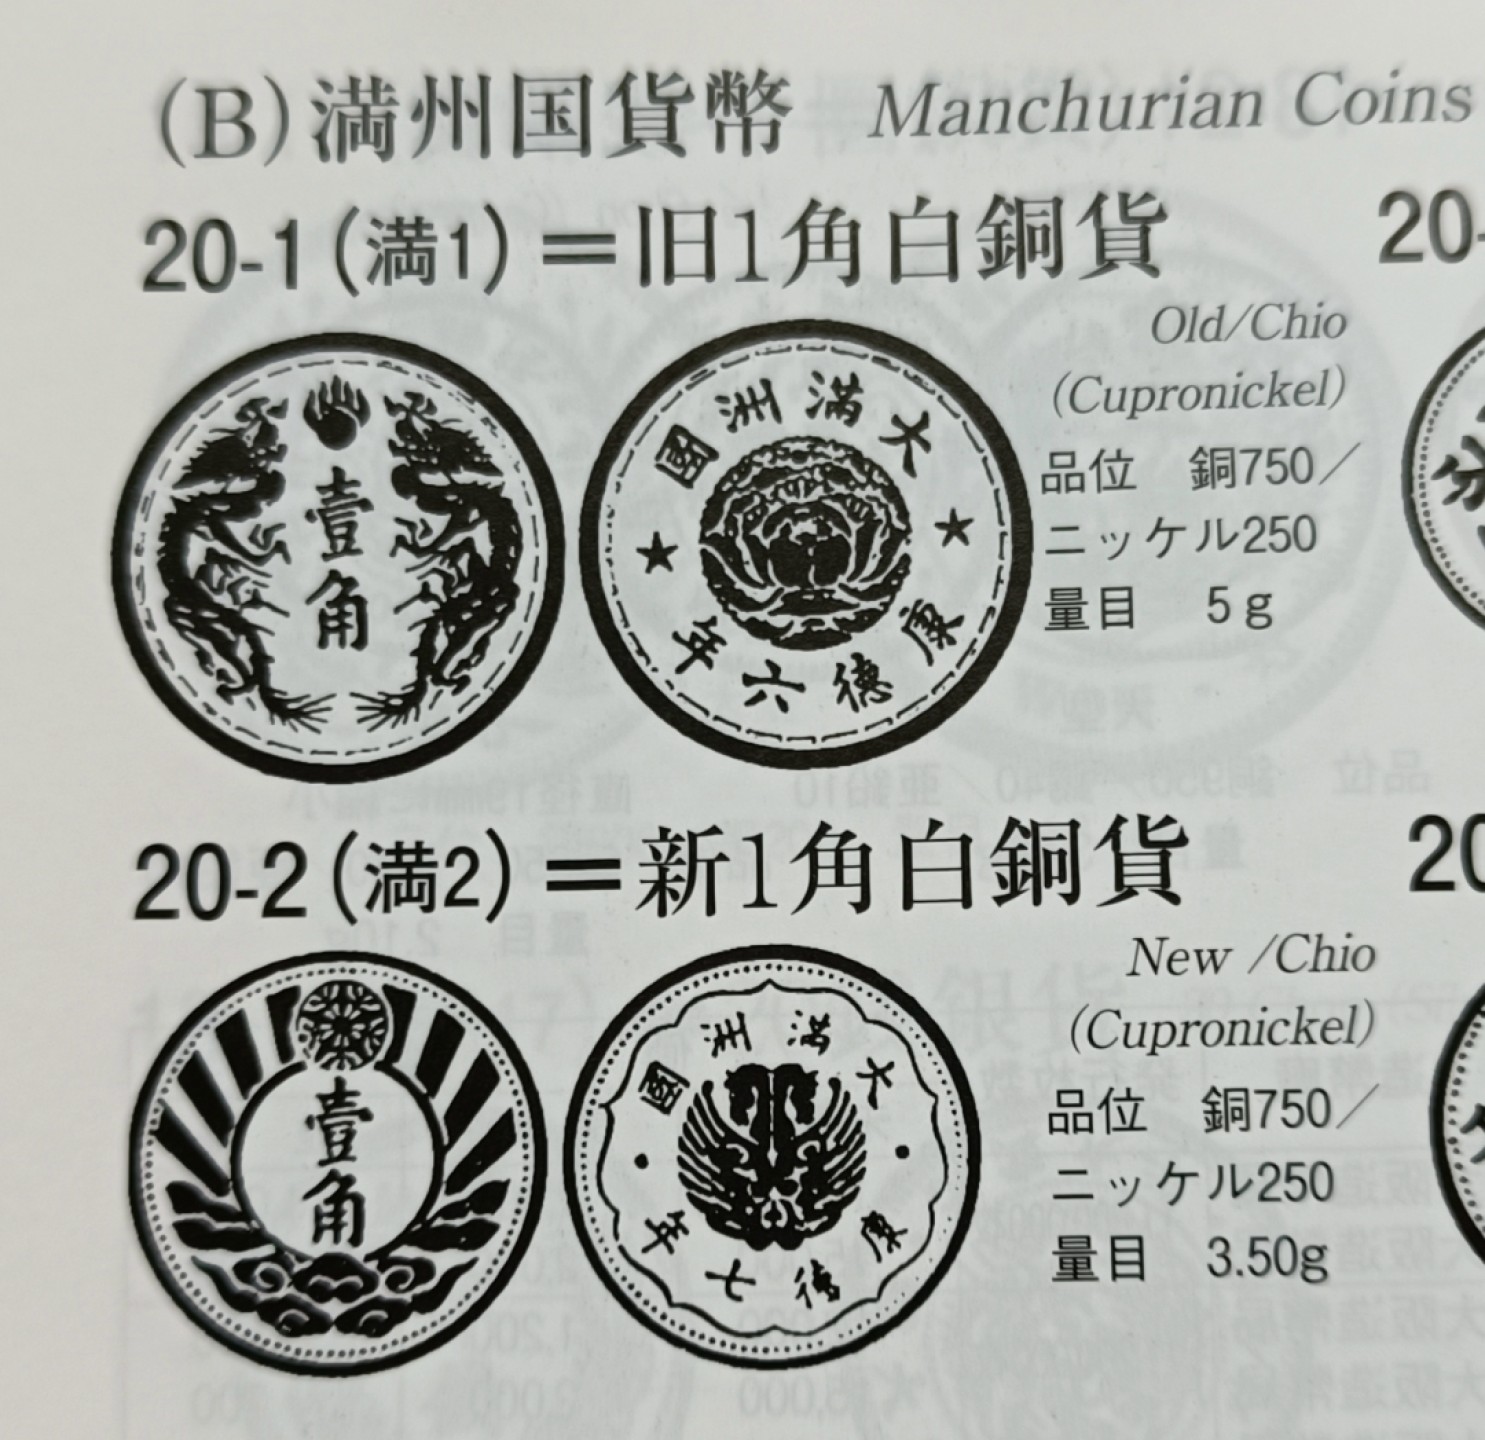 (B)満州国貨幣 Manchurian Coins
20-1(満1)=旧1角白銅貨
20-
Old/Chio
(Cupronickel)
品位 銅750/
ニッケル250
量目 5g
壹角
大滿洲國
康德六年
20-2(満2)=新1角白銅貨
20
New /Chio
(Cupronickel)
品位 銅750/
ニッケル250
量目 3.50g
壹角
大滿洲國
康德七年